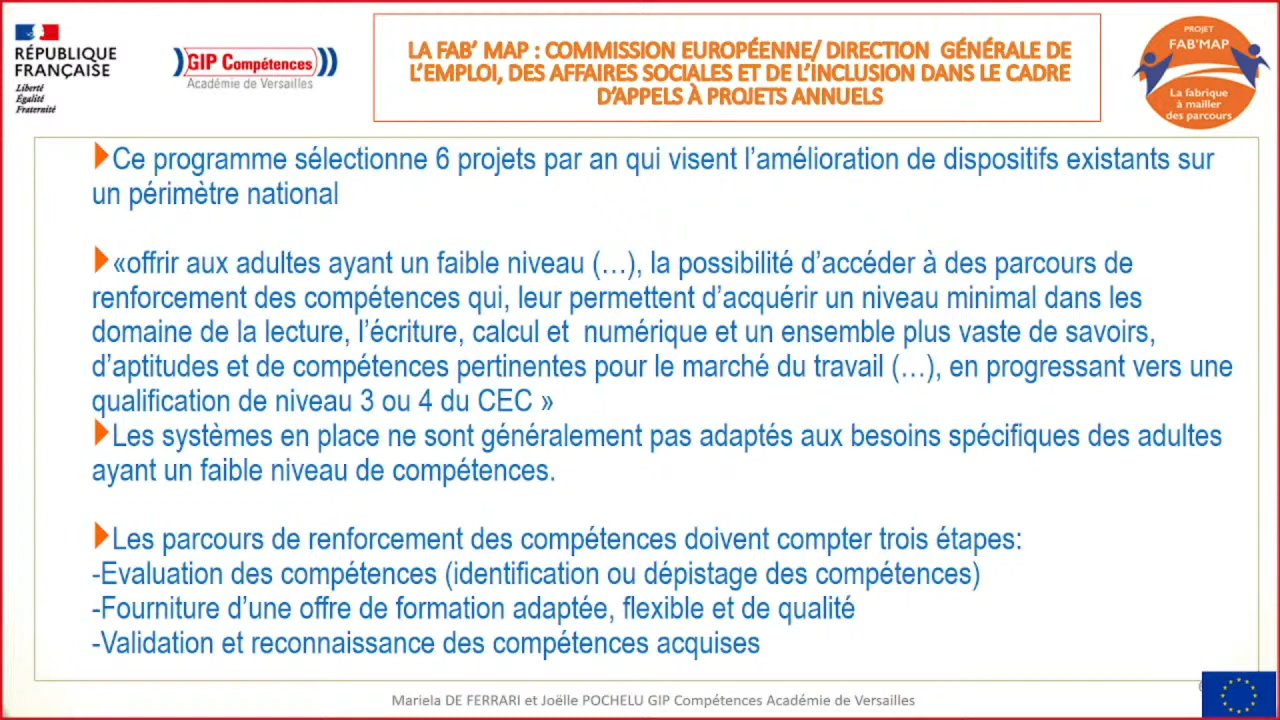 RÉPUBLIQUE
FRANÇAISE
Liberté
Égalité
Fraternité
GIP Compétences
Académie de Versailles
LA FAB’ MAP : COMMISSION EUROPÉENNE/ DIRECTION GÉNÉRALE DE
L’EMPLOI, DES AFFAIRES SOCIALES ET DE L’INCLUSION DANS LE CADRE
D’APPELS À PROJETS ANNUELS
PROJET
FAB'MAP
La fabrique
à mailler
des parcours
Ce programme sélectionne 6 projets par an qui visent l’amélioration de dispositifs existants sur
un périmètre national
«offrir aux adultes ayant un faible niveau (…), la possibilité d’accéder à des parcours de
renforcement des compétences qui, leur permettent d’acquérir un niveau minimal dans les
domaine de la lecture, l’écriture, calcul et numérique et un ensemble plus vaste de savoirs,
d’aptitudes et de compétences pertinentes pour le marché du travail (…), en progressant vers une
qualification de niveau 3 ou 4 du CEC »
Les systèmes en place ne sont généralement pas adaptés aux besoins spécifiques des adultes
ayant un faible niveau de compétences.
Les parcours de renforcement des compétences doivent compter trois étapes:
-Evaluation des compétences (identification ou dépistage des compétences)
-Fourniture d’une offre de formation adaptée, flexible et de qualité
-Validation et reconnaissance des compétences acquises
Mariela DE FERRARI et Joëlle POCHELU GIP Compétences Académie de Versailles